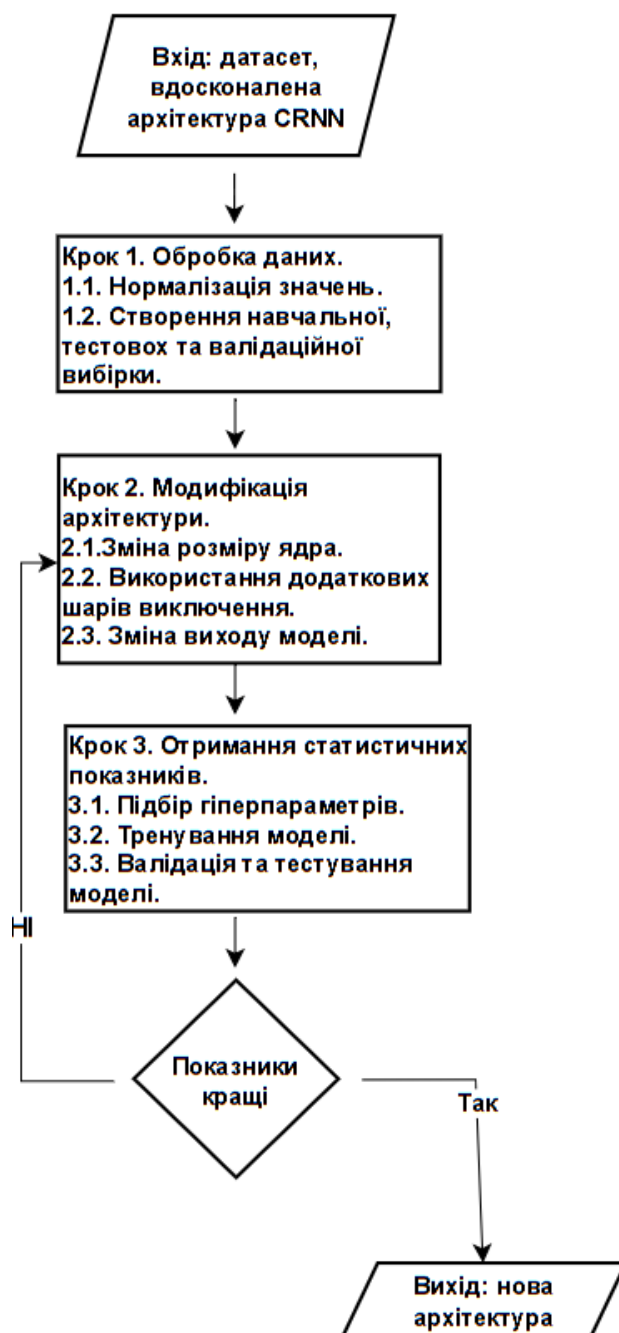 Вхід: датасет,
вдосконалена
архітектура CRNN
Крок 1. Обробка даних.
1.1. Нормалізація значень.
1.2. Створення навчальної,
тестовох та валідаційної
вибірки.
Крок 2. Модифікація
архітектури.
2.1.Зміна розміру ядра.
2.2. Використання додаткових
шарів виключення.
2.3. Зміна виходу моделі.
Крок 3. Отримання статистичних
показників.
3.1. Підбір гіперпараметрів.
3.2. Тренування моделі.
3.3. Валідація та тестування
моделі.
НІ
Показники
кращі
Так
Вихід: нова
архітектура